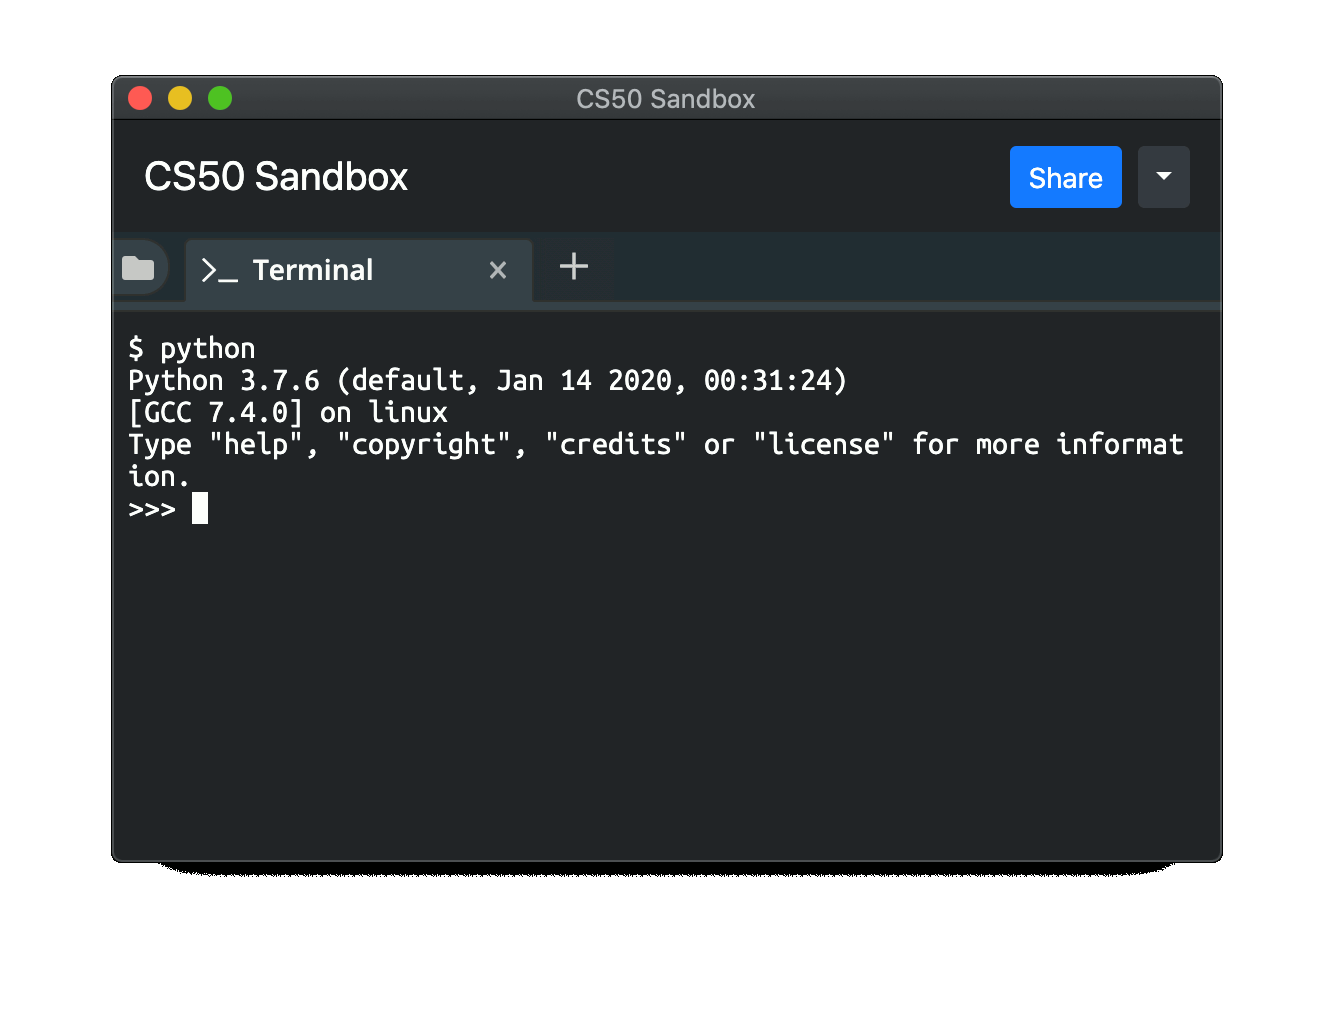 CS50 Sandbox
CS50 Sandbox
Share
>_ Terminal × +
$ python
Python 3.7.6 (default, Jan 14 2020, 00:31:24)
[GCC 7.4.0] on linux
Type "help", "copyright", "credits" or "license" for more informat
ion.
>>>